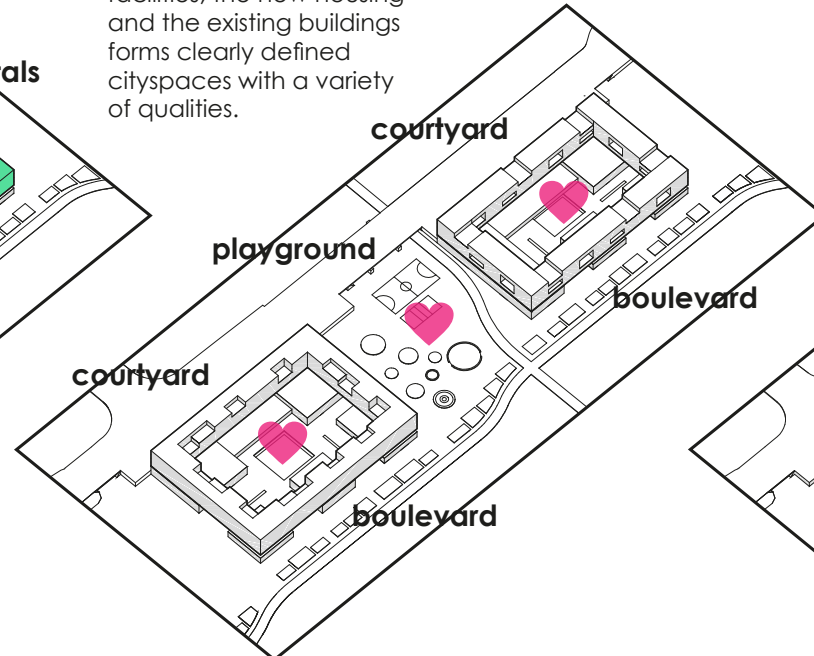 and the existing buildings
forms clearly defined
cityspaces with a variety
of qualities.
courtyard
playground
boulevard
courtyard
boulevard